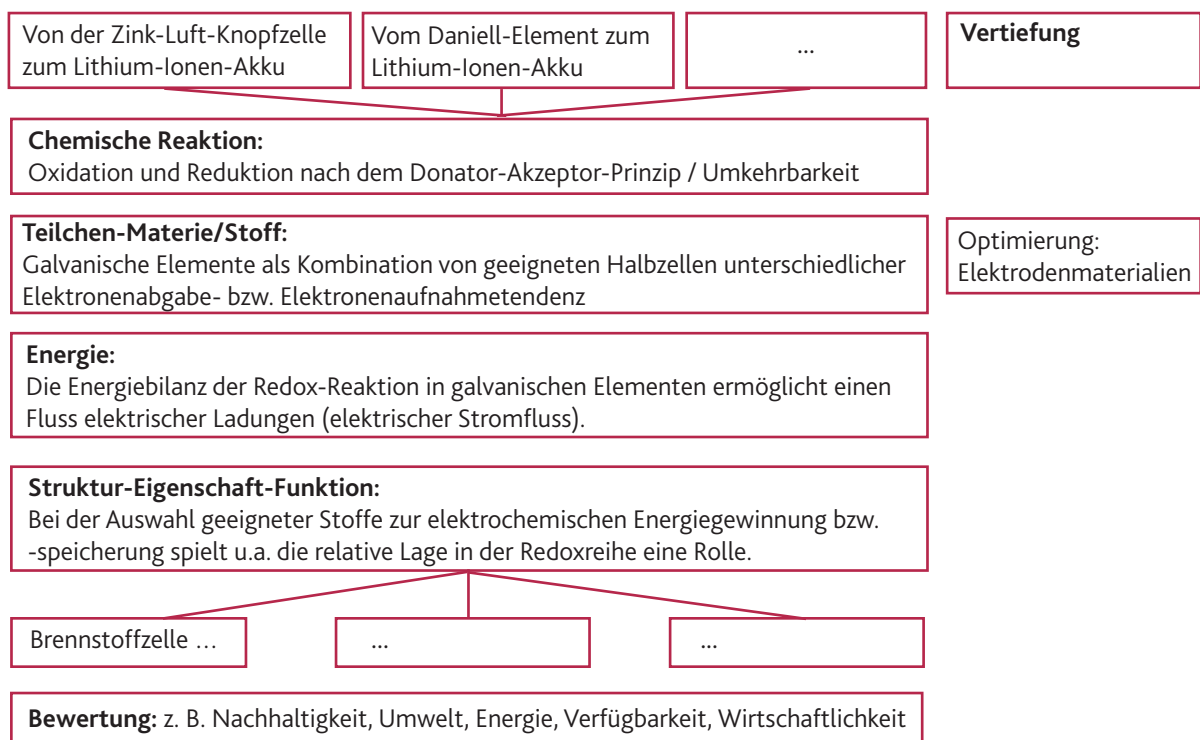 Von der Zink-Luft-Knopfzelle
zum Lithium-Ionen-Akku
Vom Daniell-Element zum
Lithium-Ionen-Akku
...
Vertiefung
Chemische Reaktion:
Oxidation und Reduktion nach dem Donator-Akzeptor-Prinzip / Umkehrbarkeit
Teilchen-Materie/Stoff:
Galvanische Elemente als Kombination von geeigneten Halbzellen unterschiedlicher
Elektronenabgabe- bzw. Elektronenaufnahmetendenz
Optimierung:
Elektrodenmaterialien
Energie:
Die Energiebilanz der Redox-Reaktion in galvanischen Elementen ermöglicht einen
Fluss elektrischer Ladungen (elektrischer Stromfluss).
Struktur-Eigenschaft-Funktion:
Bei der Auswahl geeigneter Stoffe zur elektrochemischen Energiegewinnung bzw.
-speicherung spielt u.a. die relative Lage in der Redoxreihe eine Rolle.
Brennstoffzelle …
...
...
Bewertung: z. B. Nachhaltigkeit, Umwelt, Energie, Verfügbarkeit, Wirtschaftlichkeit